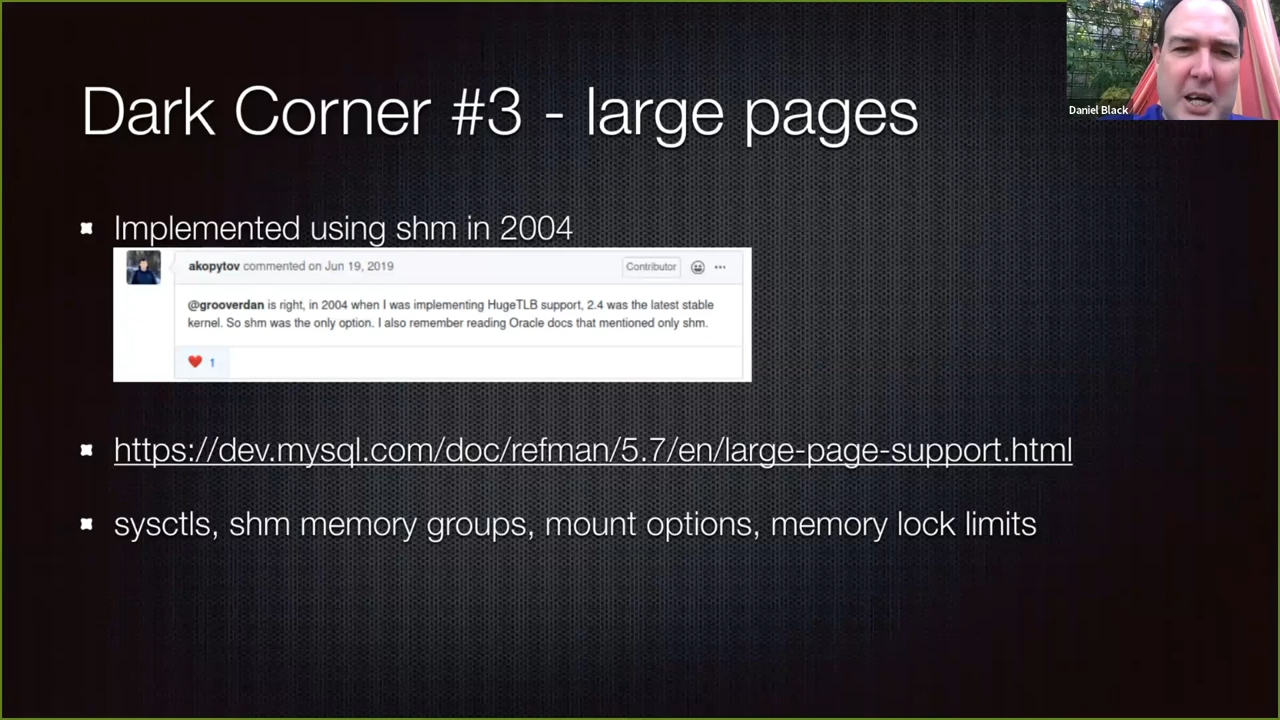 Dark Corner #3 - large pages
Daniel Black
Implemented using shm in 2004
akopytov commented on Jun 19, 2019
Contributor
@grooverdan is right, in 2004 when I was implementing HugeTLB support, 2.4 was the latest stable
kernel. So shm was the only option. I also remember reading Oracle docs that mentioned only shm.
1
https://dev.mysql.com/doc/refman/5.7/en/large-page-support.html
sysctls, shm memory groups, mount options, memory lock limits